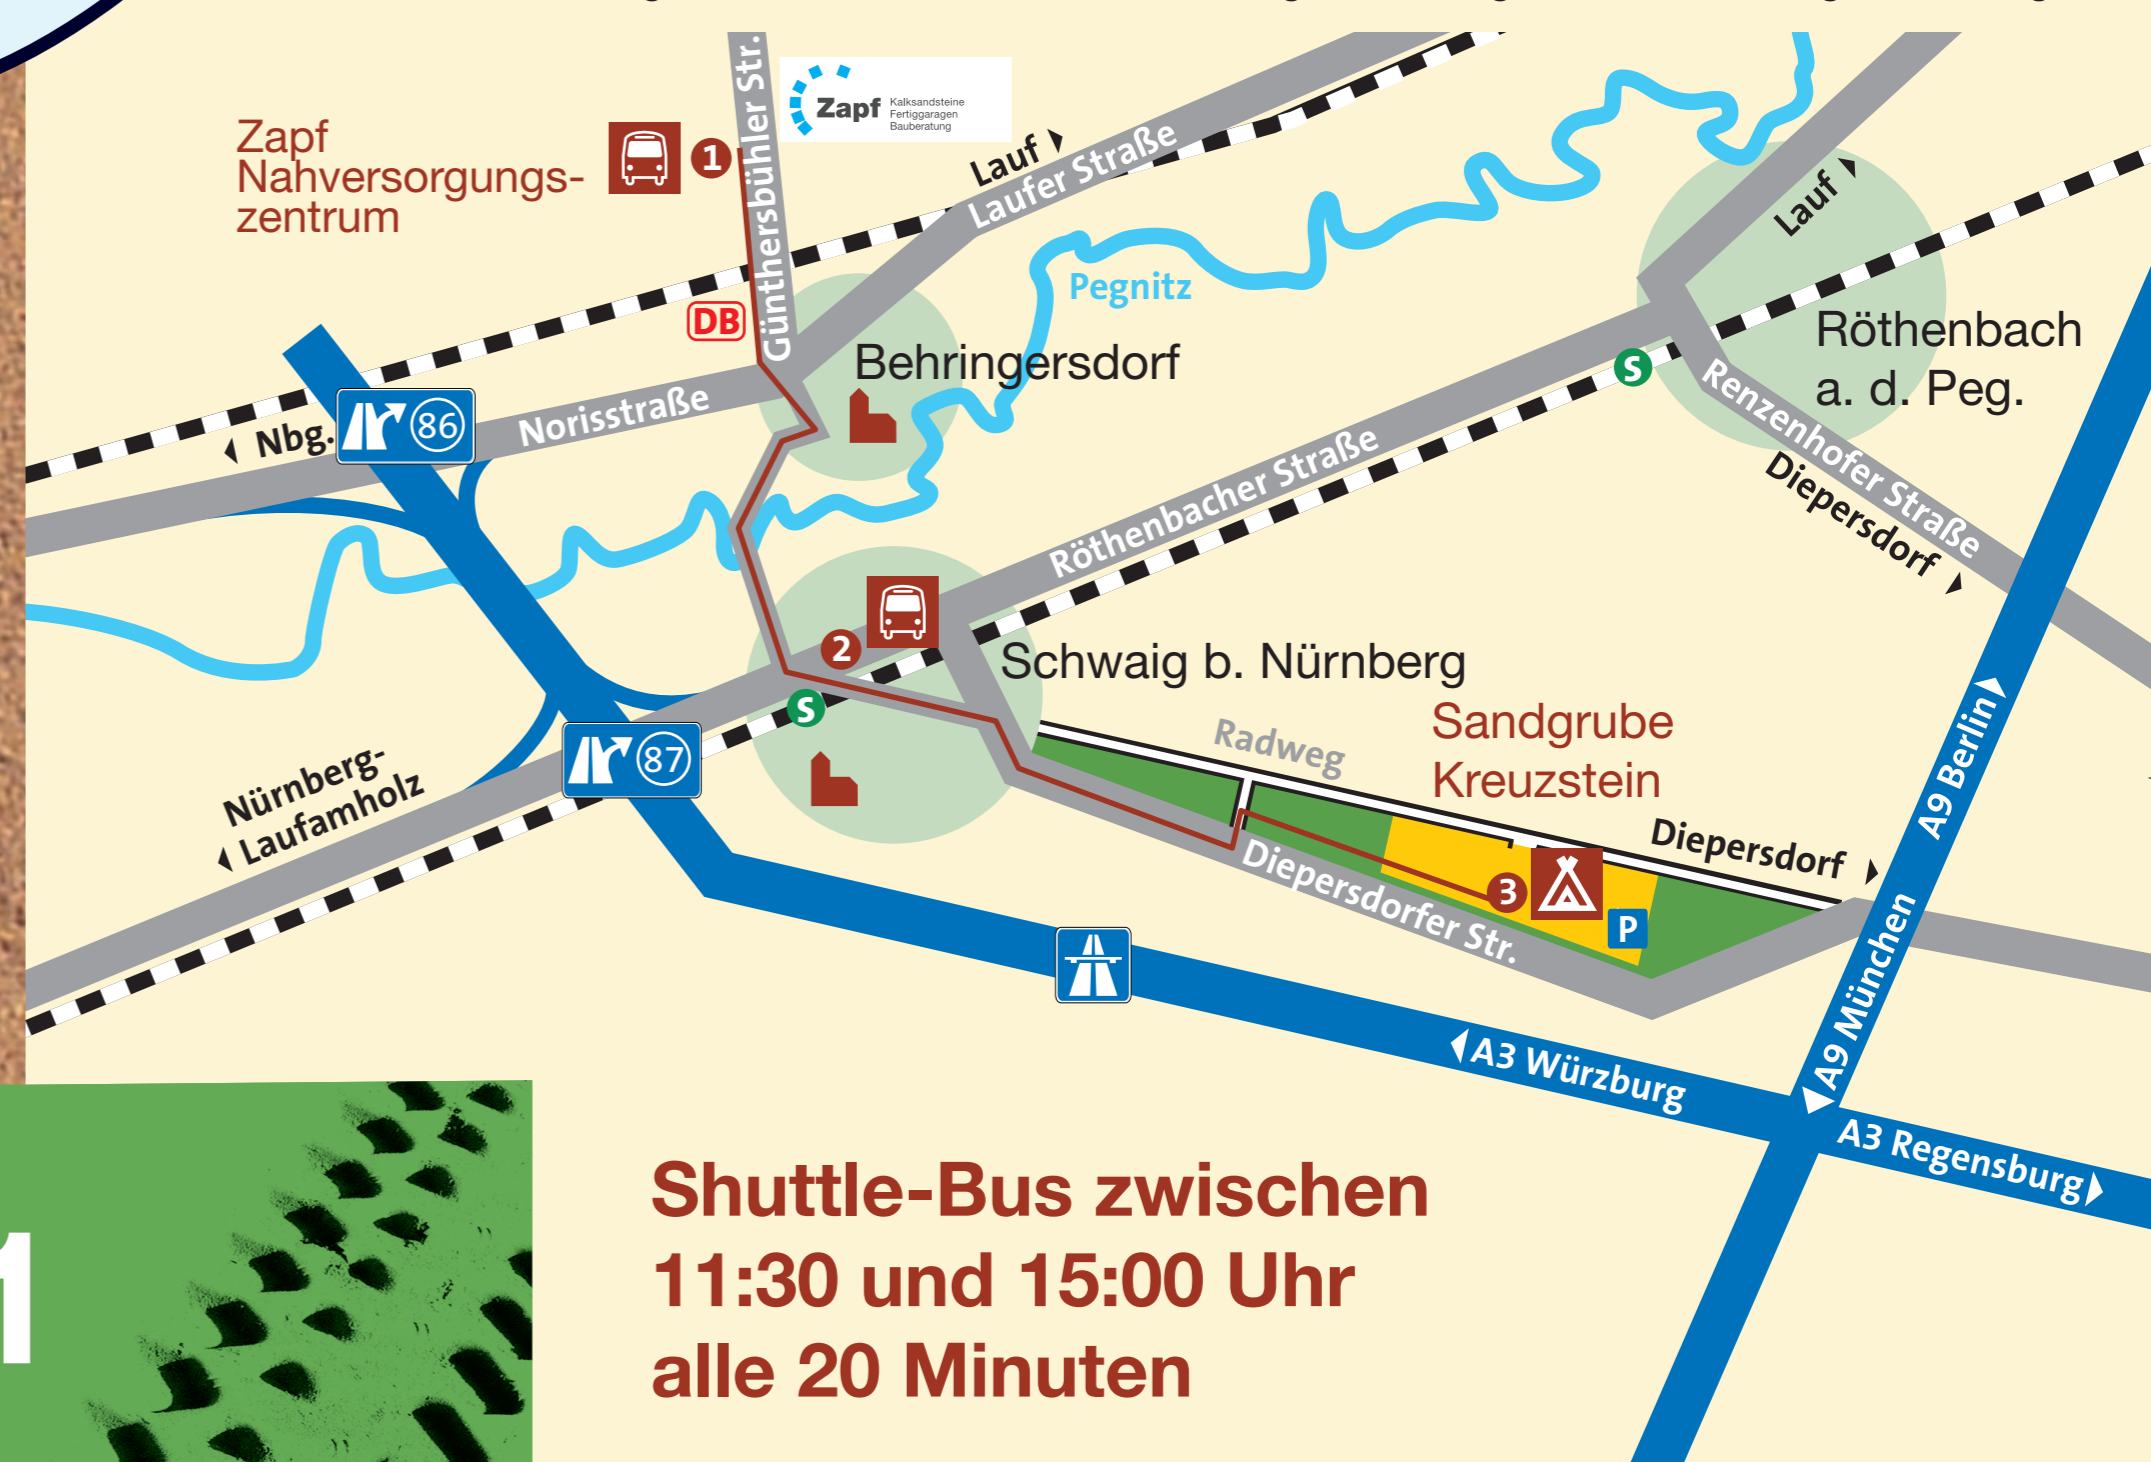 Güntherbühler Str.
Zapf
Kalksandsteine
Fertiggaragen
Bauberatung
Zapf
Nahversorgungs-
zentrum
1
Lauf
Laufer Straße
Lauf
DB
Pegnitz
Behringersdorf
Röthenbach
a. d. Peg.
S
86
Nbg.
Norisstraße
Renzenhofer Straße
Diepersdorf
Röthenbacher Straße
2
Schwaig b. Nürnberg
S
87
Nürnberg-
Laufamholz
Radweg
Sandgrube
Kreuzstein
Diepersdorf
3
P
Diepersdorfer Str.
A9 Berlin
A9 München
A3 Würzburg
A3 Regensburg
Shuttle-Bus zwischen
11:30 und 15:00 Uhr
alle 20 Minuten
1